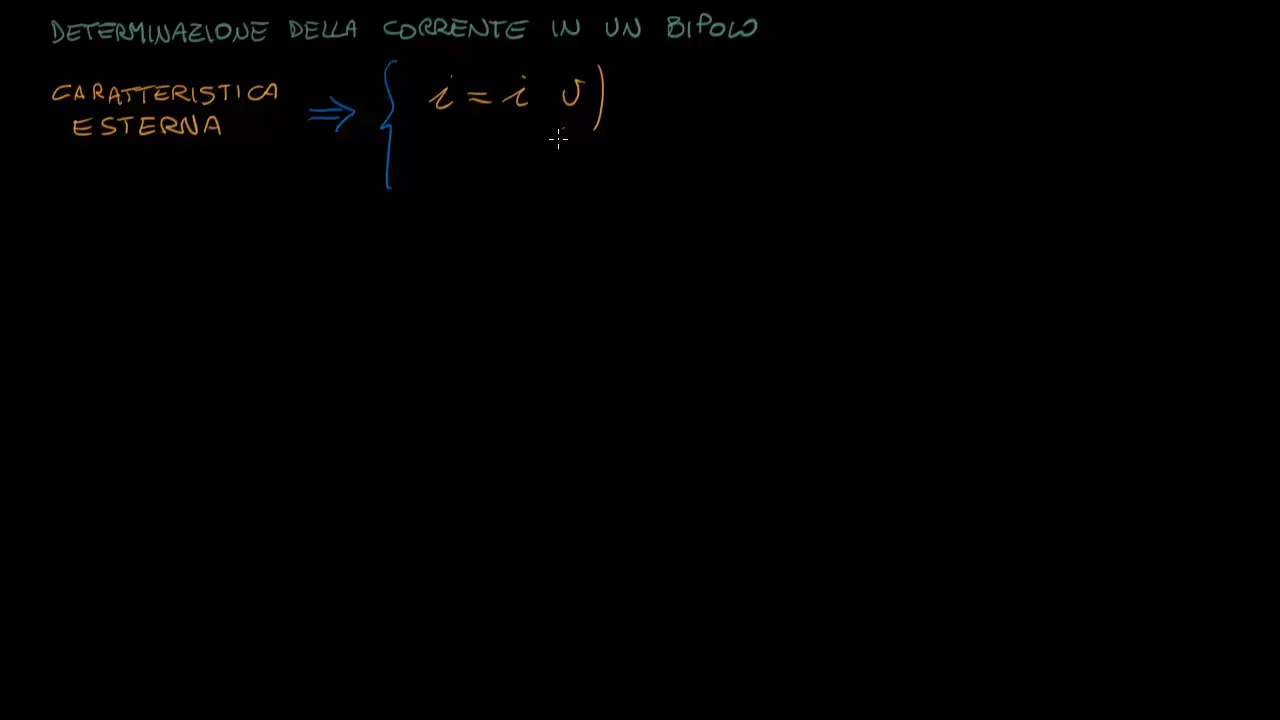 DETERMINAZIONE DELLA CORRENTE IN UN BIPOLO
CARATTERISTICA
ESTERNA
⇒ { i = i v)